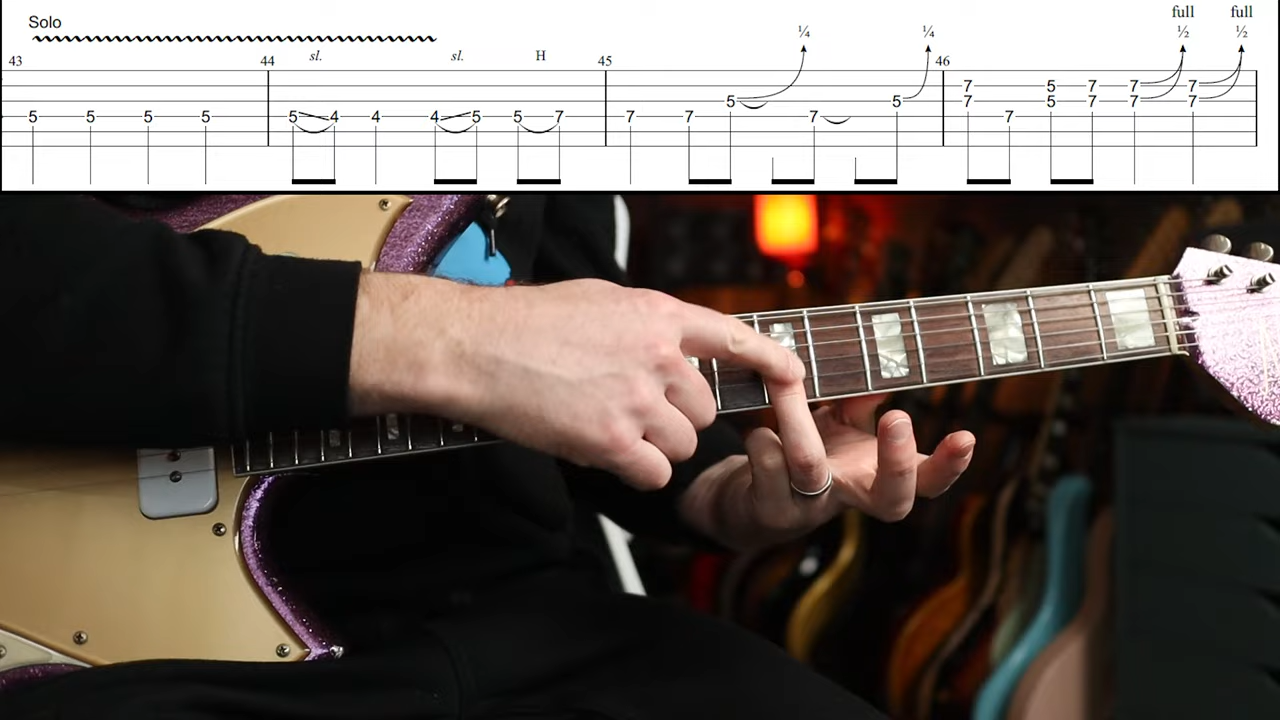 Solo
full full
½ ½
¼ ¼
43 44 sl. sl. H 45 46
7 5 7 7 7
5 5 7 5 7 7 7
5 5 5 5 5 4 4 4 5 5 7 7 7 7 7